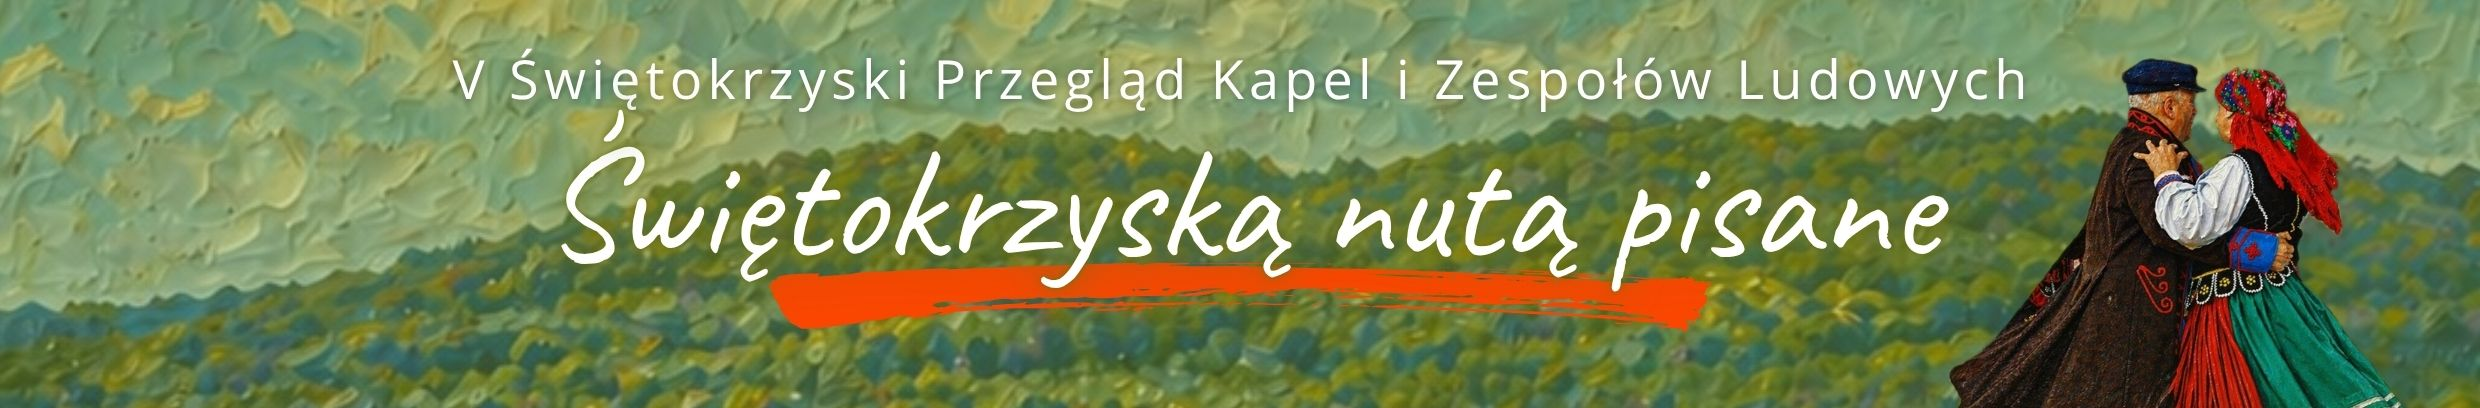 V Świętokrzyski Przegląd Kapel i Zespołów Ludowych
Świętokrzyską nutą pisane